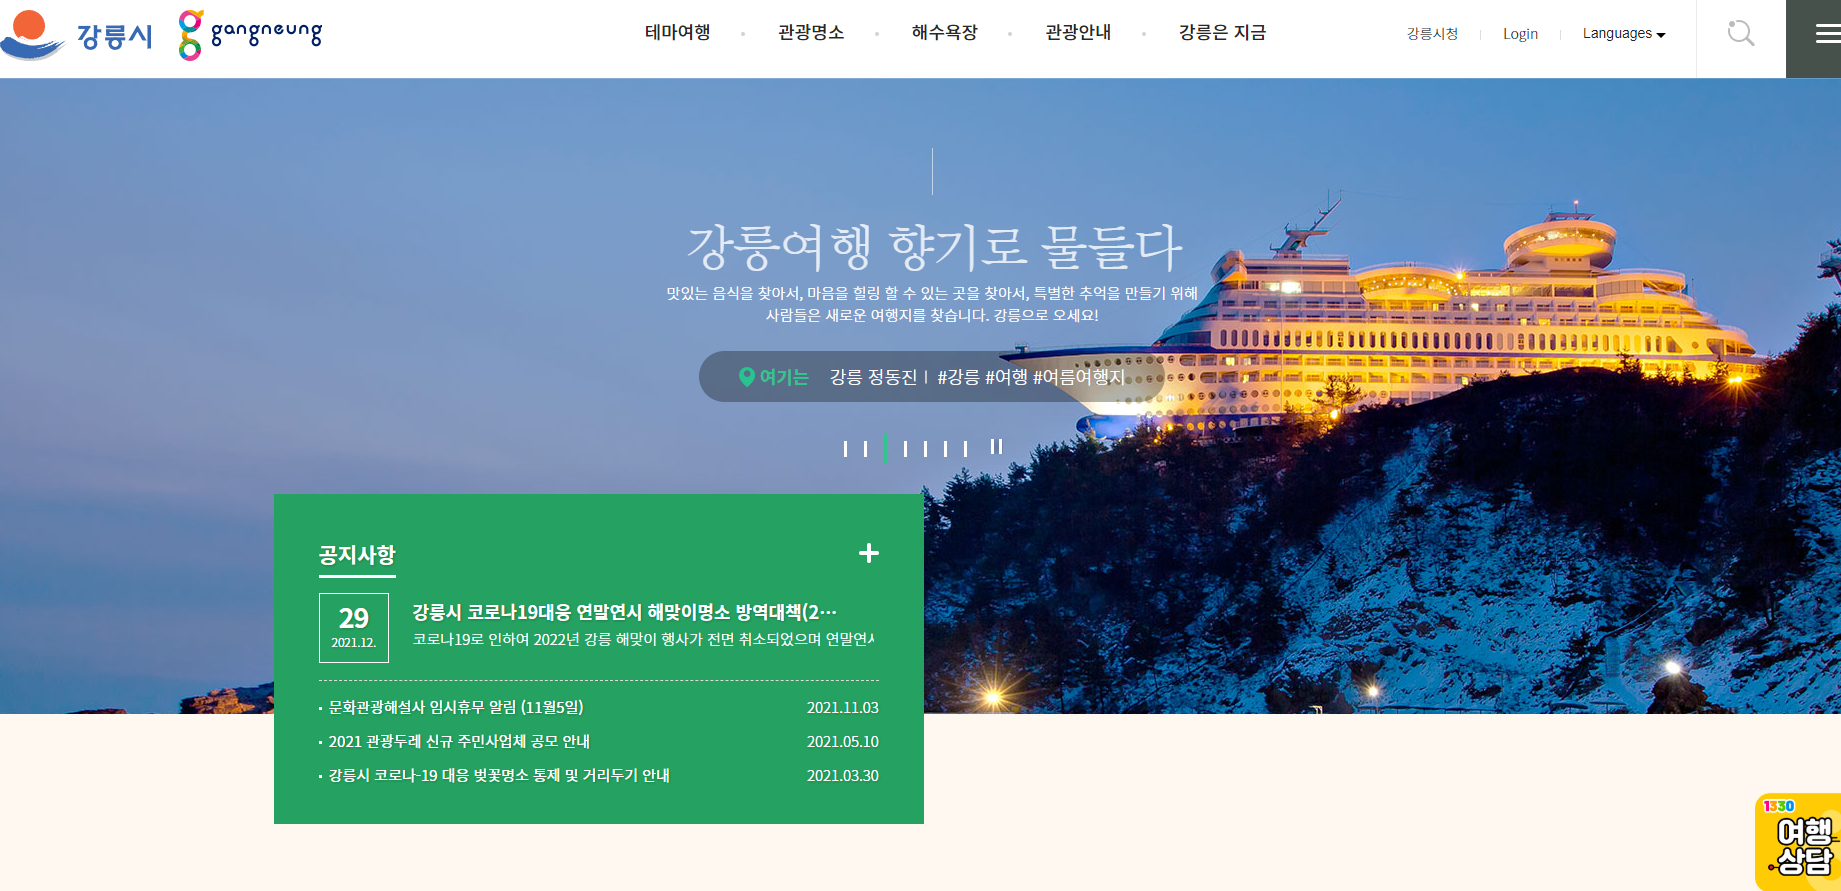 강릉시
gangneung
테마여행
관광명소
해수욕장
관광안내
강릉은 지금
강릉시청
Login
Languages
강릉여행 향기로 물들다
맛있는 음식을 찾아서, 마음을 힐링 할 수 있는 곳을 찾아서, 특별한 추억을 만들기 위해
사람들은 새로운 여행지를 찾습니다. 강릉으로 오세요!
여기는 강릉 정동진 | #강릉 #여행 #여름여행지
공지사항
29
2021.12.
강릉시 코로나19대응 연말연시 해맞이명소 방역대책(2…
코로나19로 인하여 2022년 강릉 해맞이 행사가 전면 취소되었으며 연말연시
문화관광해설사 임시휴무 알림 (11월5일) 2021.11.03
2021 관광두레 신규 주민사업체 공모 안내 2021.05.10
강릉시 코로나-19 대응 벚꽃명소 통제 및 거리두기 안내 2021.03.30
1330
여행
상담